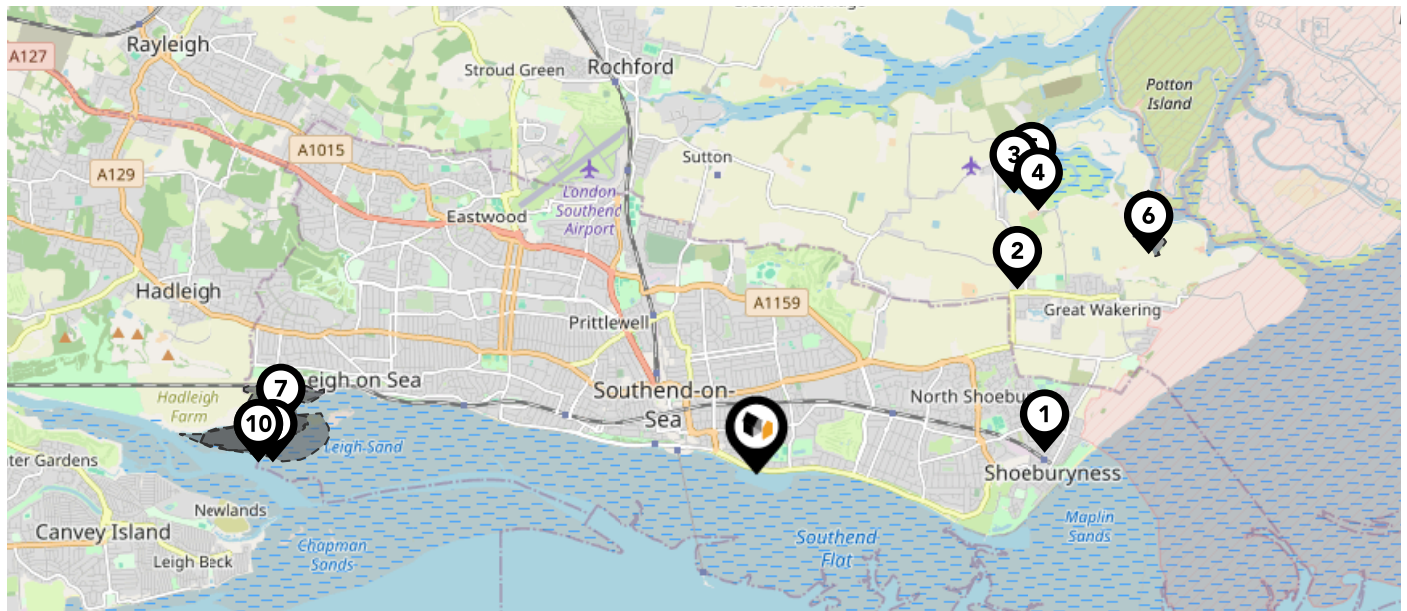 Rayleigh
A127
Stroud Green
Rochford
Potton
Island
A1015
Sutton
3
4
A129
London
Southend
Airport
Eastwood
6
2
Hadleigh
A1159
Great Wakering
Prittlewell
7
eigh on Sea
Hadleigh
Farm
Southend-on-
Sea
North Shoebu
1
10
Leigh Sand
ter Gardens
Shoeburyness
Newlands
Canvey Island
Maplin
Sands
Chapman
Sands
Southend
Flat
Leigh Beck